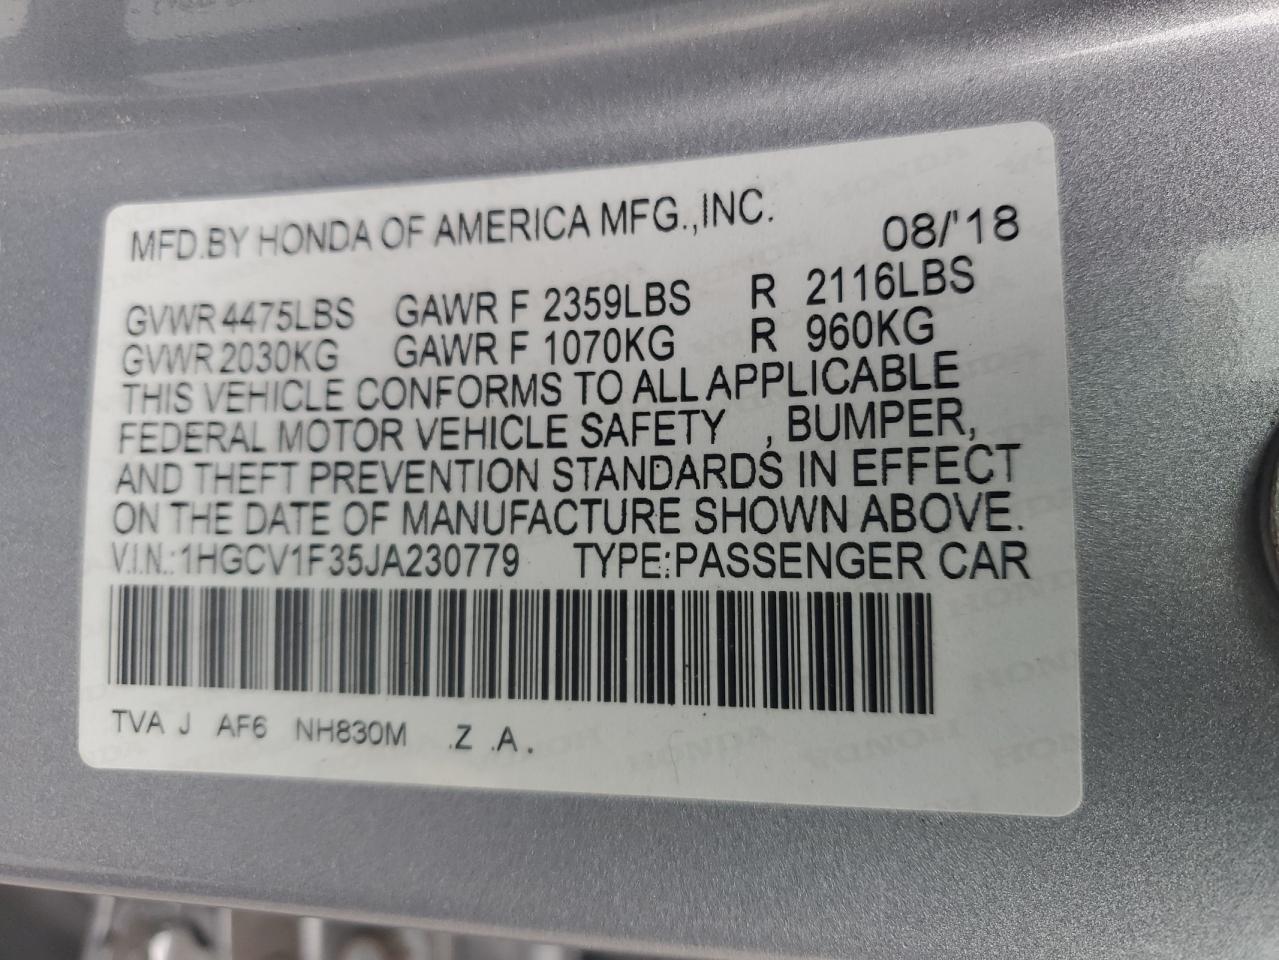 MFD.BY HONDA OF AMERICA MFG.,INC. 08/'18
GVWR 4475LBS GAWR F 2359LBS R 2116LBS
GVWR 2030KG GAWR F 1070KG R 960KG
THIS VEHICLE CONFORMS TO ALL APPLICABLE
FEDERAL MOTOR VEHICLE SAFETY , BUMPER,
AND THEFT PREVENTION STANDARDS IN EFFECT
ON THE DATE OF MANUFACTURE SHOWN ABOVE.
V.I.N.:1HGCV1F35JA230779 TYPE:PASSENGER CAR
TVA J AF6 NH830M .Z .A .